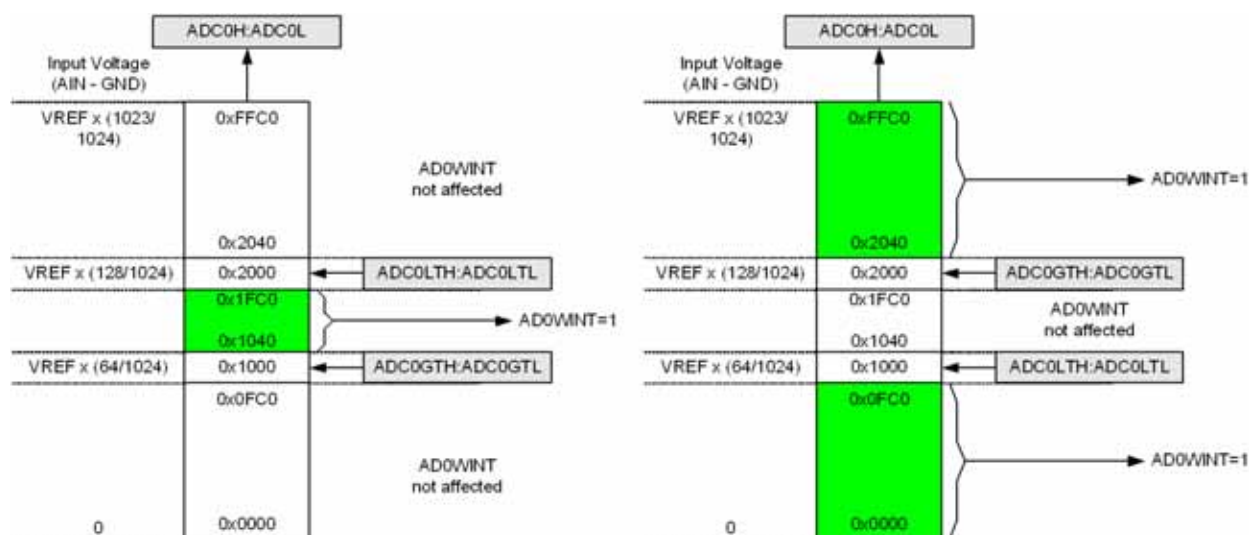 ADC0H:ADC0L
Input Voltage
(AIN - GND)
VREF x (1023/
1024)
0xFFC0
AD0WINT
not affected
0x2040
VREF x (128/1024)
0x2000
ADC0LTH:ADC0LTL
0x1FC0
AD0WINT=1
0x1040
VREF x (64/1024)
0x1000
ADC0GTH:ADC0GTL
0x0FC0
AD0WINT
not affected
0
0x0000
ADC0H:ADC0L
Input Voltage
(AIN - GND)
VREF x (1023/
1024)
0xFFC0
AD0WINT=1
0x2040
VREF x (128/1024)
0x2000
ADC0GTH:ADC0GTL
0x1FC0
AD0WINT
not affected
0x1040
VREF x (64/1024)
0x1000
ADC0LTH:ADC0LTL
0x0FC0
AD0WINT=1
0
0x0000